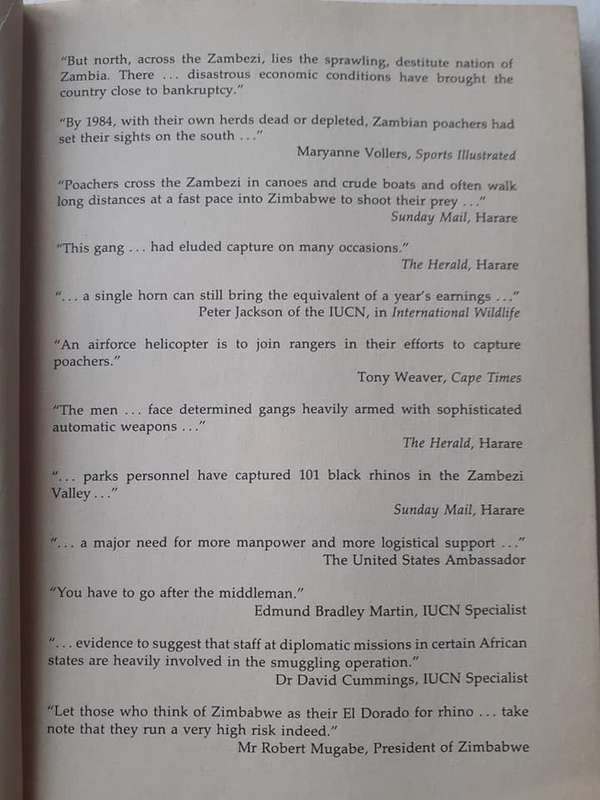 "But north, across the Zambezi, lies the sprawling, destitute nation of
Zambia. There ... disastrous economic conditions have brought the
country close to bankruptcy."
"By 1984, with their own herds dead or depleted, Zambian poachers had
set their sights on the south ..."
Maryanne Vollers, Sports Illustrated
"Poachers cross the Zambezi in canoes and crude boats and often walk
long distances at a fast pace into Zimbabwe to shoot their prey ..."
Sunday Mail, Harare
"This gang ... had eluded capture on many occasions."
The Herald, Harare
"... a single horn can still bring the equivalent of a year's earnings ..."
Peter Jackson of the IUCN, in International Wildlife
"An airforce helicopter is to join rangers in their efforts to capture
poachers."
Tony Weaver, Cape Times
"The men ... face determined gangs heavily armed with sophisticated
automatic weapons ..."
The Herald, Harare
"... parks personnel have captured 101 black rhinos in the Zambezi
Valley ..."
Sunday Mail, Harare
"... a major need for more manpower and more logistical support ..."
The United States Ambassador
"You have to go after the middleman."
Edmund Bradley Martin, IUCN Specialist
"... evidence to suggest that staff at diplomatic missions in certain African
states are heavily involved in the smuggling operation."
Dr David Cummings, IUCN Specialist
"Let those who think of Zimbabwe as their El Dorado for rhino ... take
note that they run a very high risk indeed."
Mr Robert Mugabe, President of Zimbabwe